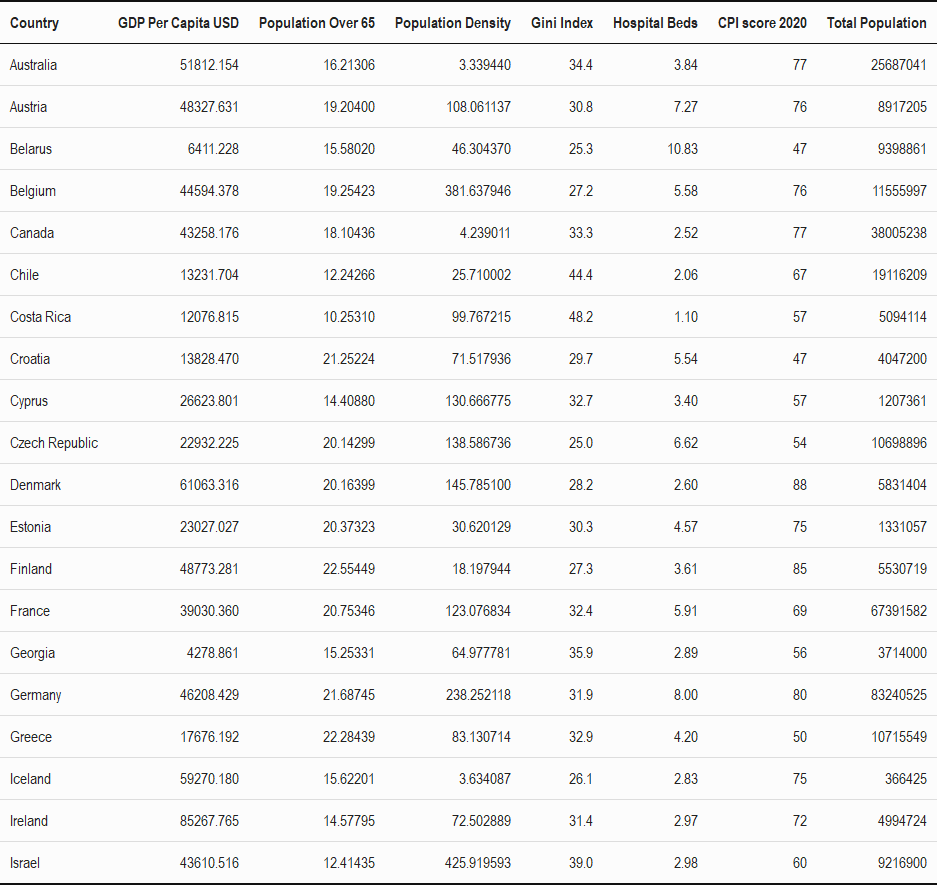 Country GDP Per Capita USD Population Over 65 Population Density Gini Index Hospital Beds CPI score 2020 Total Population
Australia 51812.154 16.21306 3.339440 34.4 3.84 77 25687041
Austria 48327.631 19.20400 108.061137 30.8 7.27 76 8917205
Belarus 6411.228 15.58020 46.304370 25.3 10.83 47 9398861
Belgium 44594.378 19.25423 381.637946 27.2 5.58 76 11555997
Canada 43258.176 18.10436 4.239011 33.3 2.52 77 38005238
Chile 13231.704 12.24266 25.710002 44.4 2.06 67 19116209
Costa Rica 12076.815 10.25310 99.767215 48.2 1.10 57 5094114
Croatia 13828.470 21.25224 71.517936 29.7 5.54 47 4047200
Cyprus 26623.801 14.40880 130.666775 32.7 3.40 57 1207361
Czech Republic 22932.225 20.14299 138.586736 25.0 6.62 54 10698896
Denmark 61063.316 20.16399 145.785100 28.2 2.60 88 5831404
Estonia 23027.027 20.37323 30.620129 30.3 4.57 75 1331057
Finland 48773.281 22.55449 18.197944 27.3 3.61 85 5530719
France 39030.360 20.75346 123.076834 32.4 5.91 69 67391582
Georgia 4278.861 15.25331 64.977781 35.9 2.89 56 3714000
Germany 46208.429 21.68745 238.252118 31.9 8.00 80 83240525
Greece 17676.192 22.28439 83.130714 32.9 4.20 50 10715549
Iceland 59270.180 15.62201 3.634087 26.1 2.83 75 366425
Ireland 85267.765 14.57795 72.502889 31.4 2.97 72 4994724
Israel 43610.516 12.41435 425.919593 39.0 2.98 60 9216900